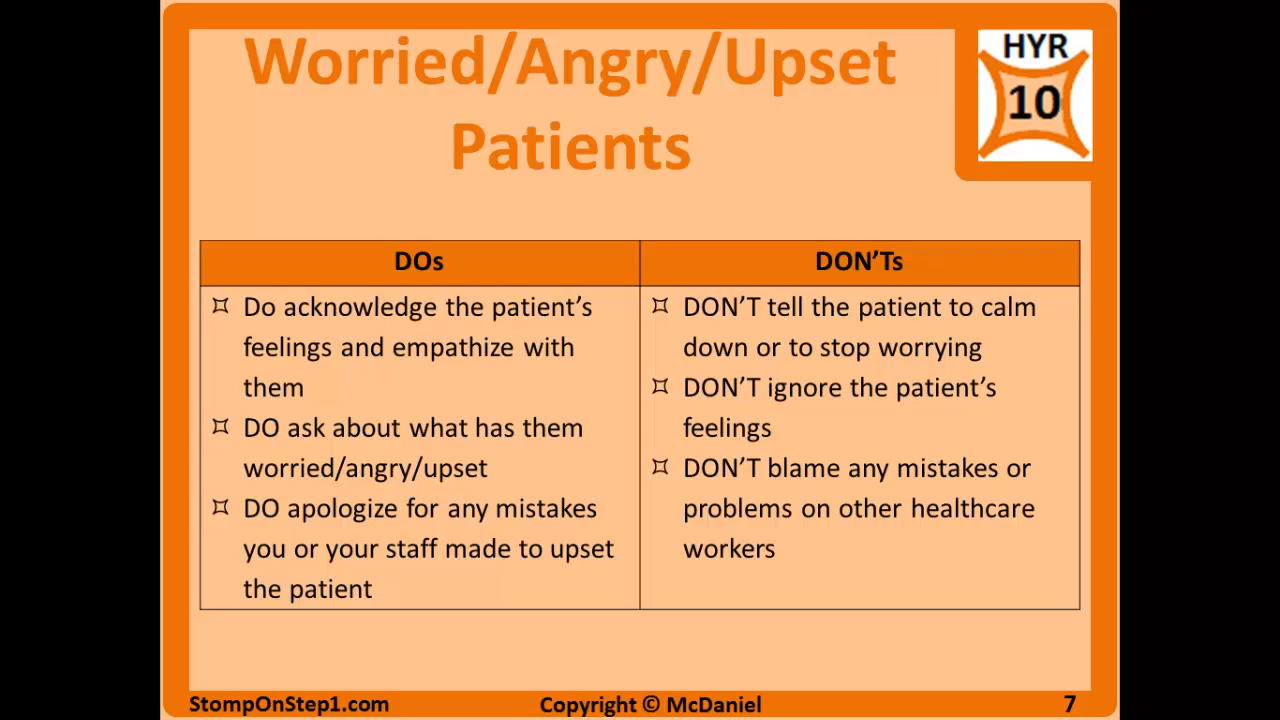 Worried/Angry/Upset
Patients
HYR
10
DOs
Do acknowledge the patient’s
feelings and empathize with
them
DO ask about what has them
worried/angry/upset
DO apologize for any mistakes
you or your staff made to upset
the patient
DON’Ts
DON’T tell the patient to calm
down or to stop worrying
DON’T ignore the patient’s
feelings
DON’T blame any mistakes or
problems on other healthcare
workers
StompOnStep1.com
Copyright © McDaniel
7